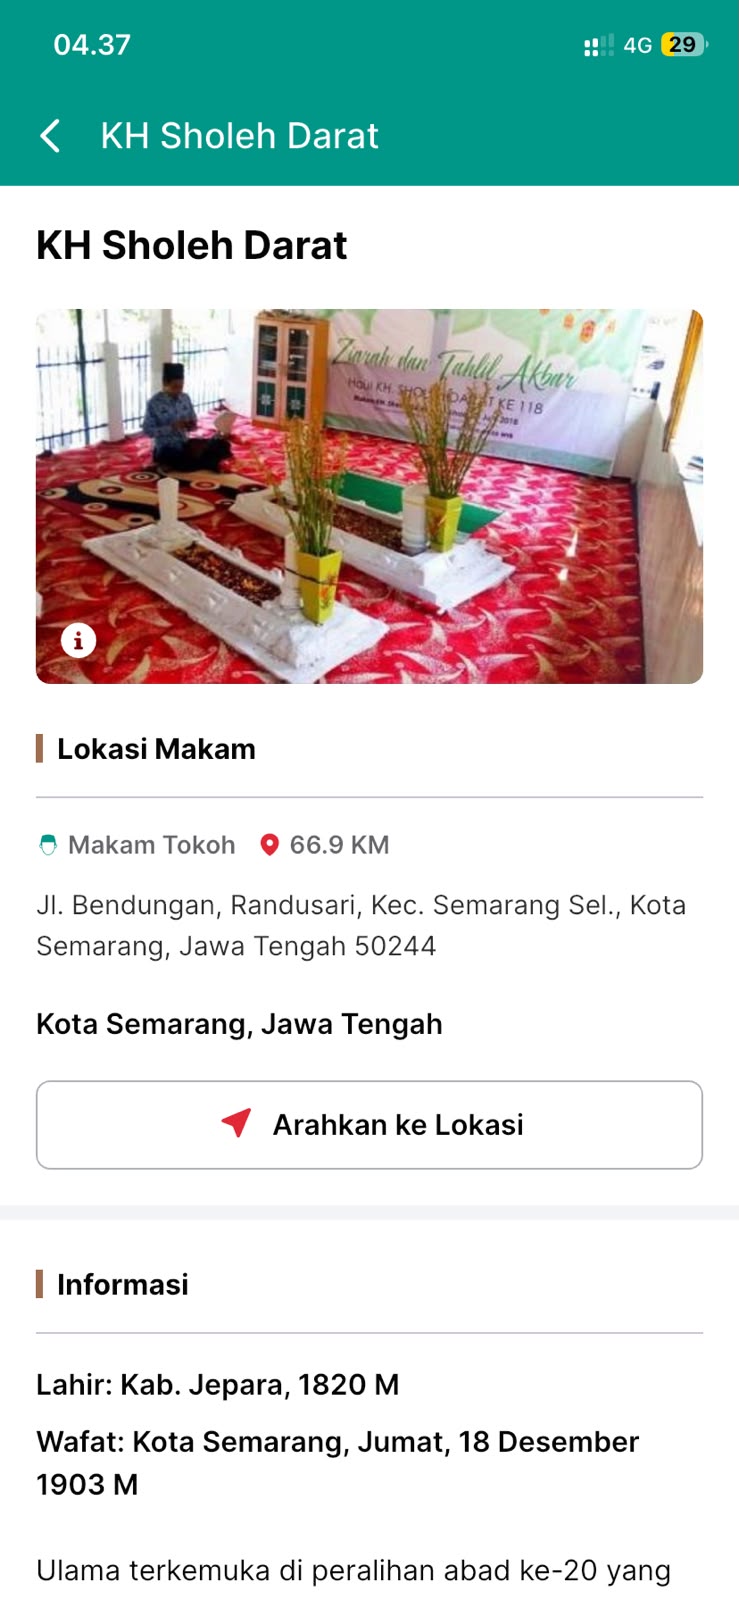 04.37
4G 29
KH Sholeh Darat
KH Sholeh Darat
Ziarah dan Tahlil Akbar
KE 118
Lokasi Makam
Makam Tokoh 66.9 KM
Jl. Bendungan, Randusari, Kec. Semarang Sel., Kota
Semarang, Jawa Tengah 50244
Kota Semarang, Jawa Tengah
Arahkan ke Lokasi
Informasi
Lahir: Kab. Jepara, 1820 M
Wafat: Kota Semarang, Jumat, 18 Desember
1903 M
Ulama terkemuka di peralihan abad ke-20 yang